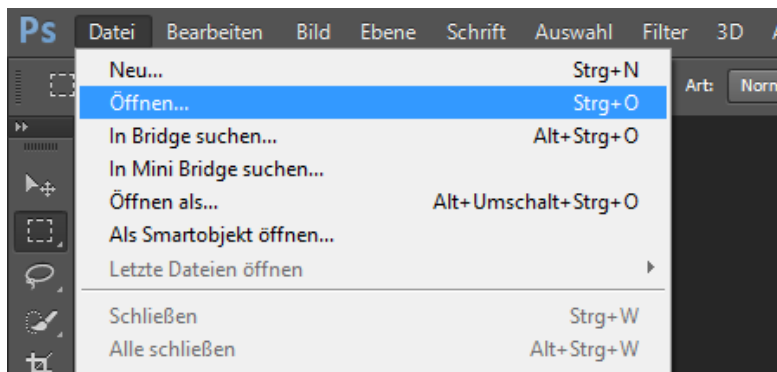 Ps Datei Bearbeiten Bild Ebene Schrift Auswahl Filter 3D
Neu... Strg+N
Art:
Öffnen... Strg+O
In Bridge suchen... Alt+Strg+O
In Mini Bridge suchen...
Öffnen als... Alt+Umschalt+Strg+O
Als Smartobjekt öffnen...
Letzte Dateien öffnen
Schließen Strg+W
Alle schließen Alt+Strg+W